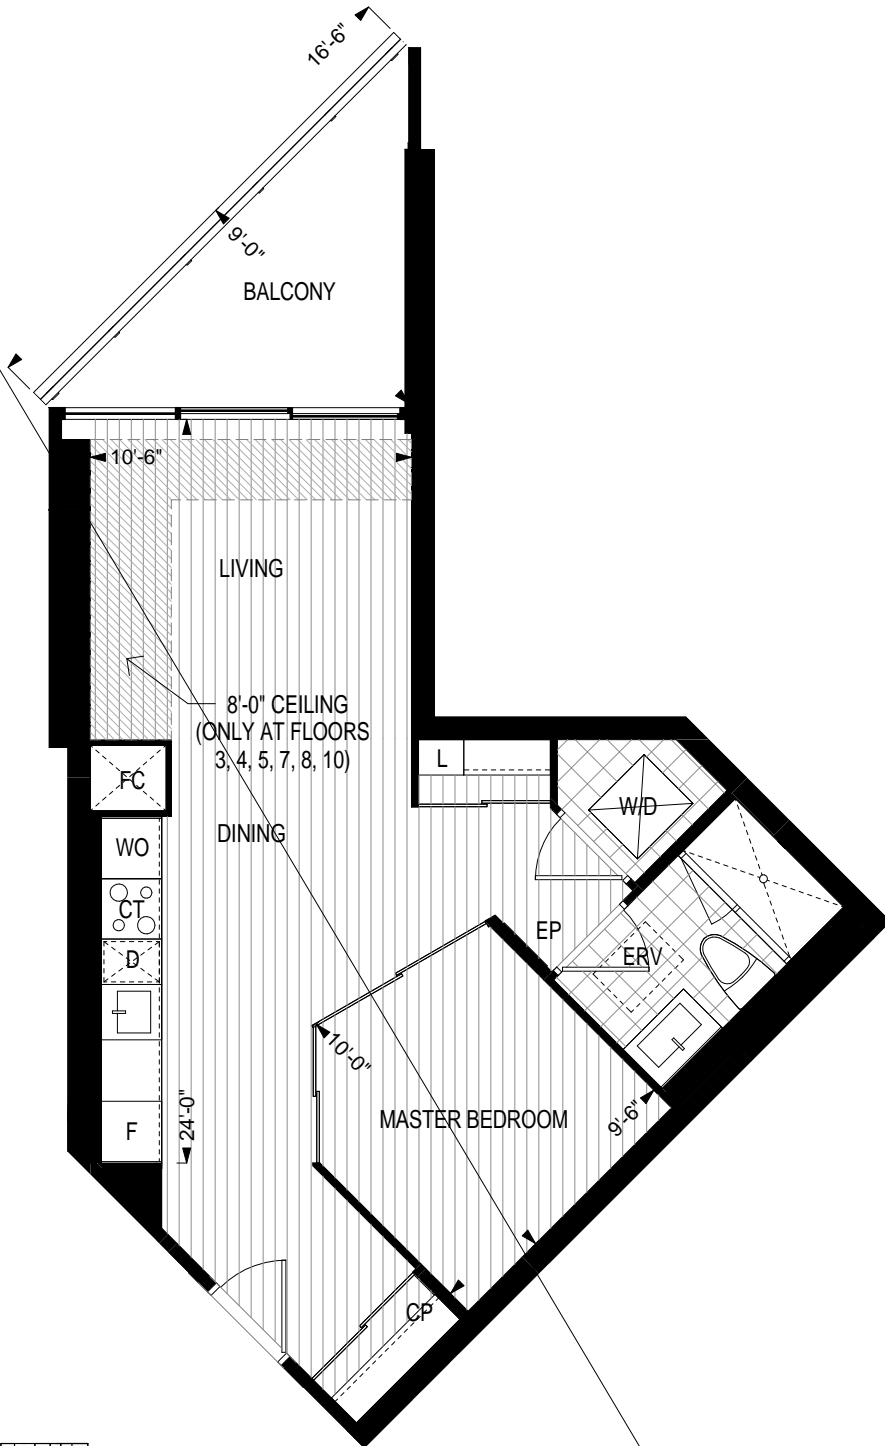 16'-6"
9'-0"
BALCONY
10'-6"
LIVING
8'-0" CEILING
(ONLY AT FLOORS
3, 4, 5, 7, 8, 10)
FC
L
W/D
WO
DINING
CT
EP
ERV
D
10'-0"
F
24'-0"
MASTER BEDROOM
9'-6"
CP